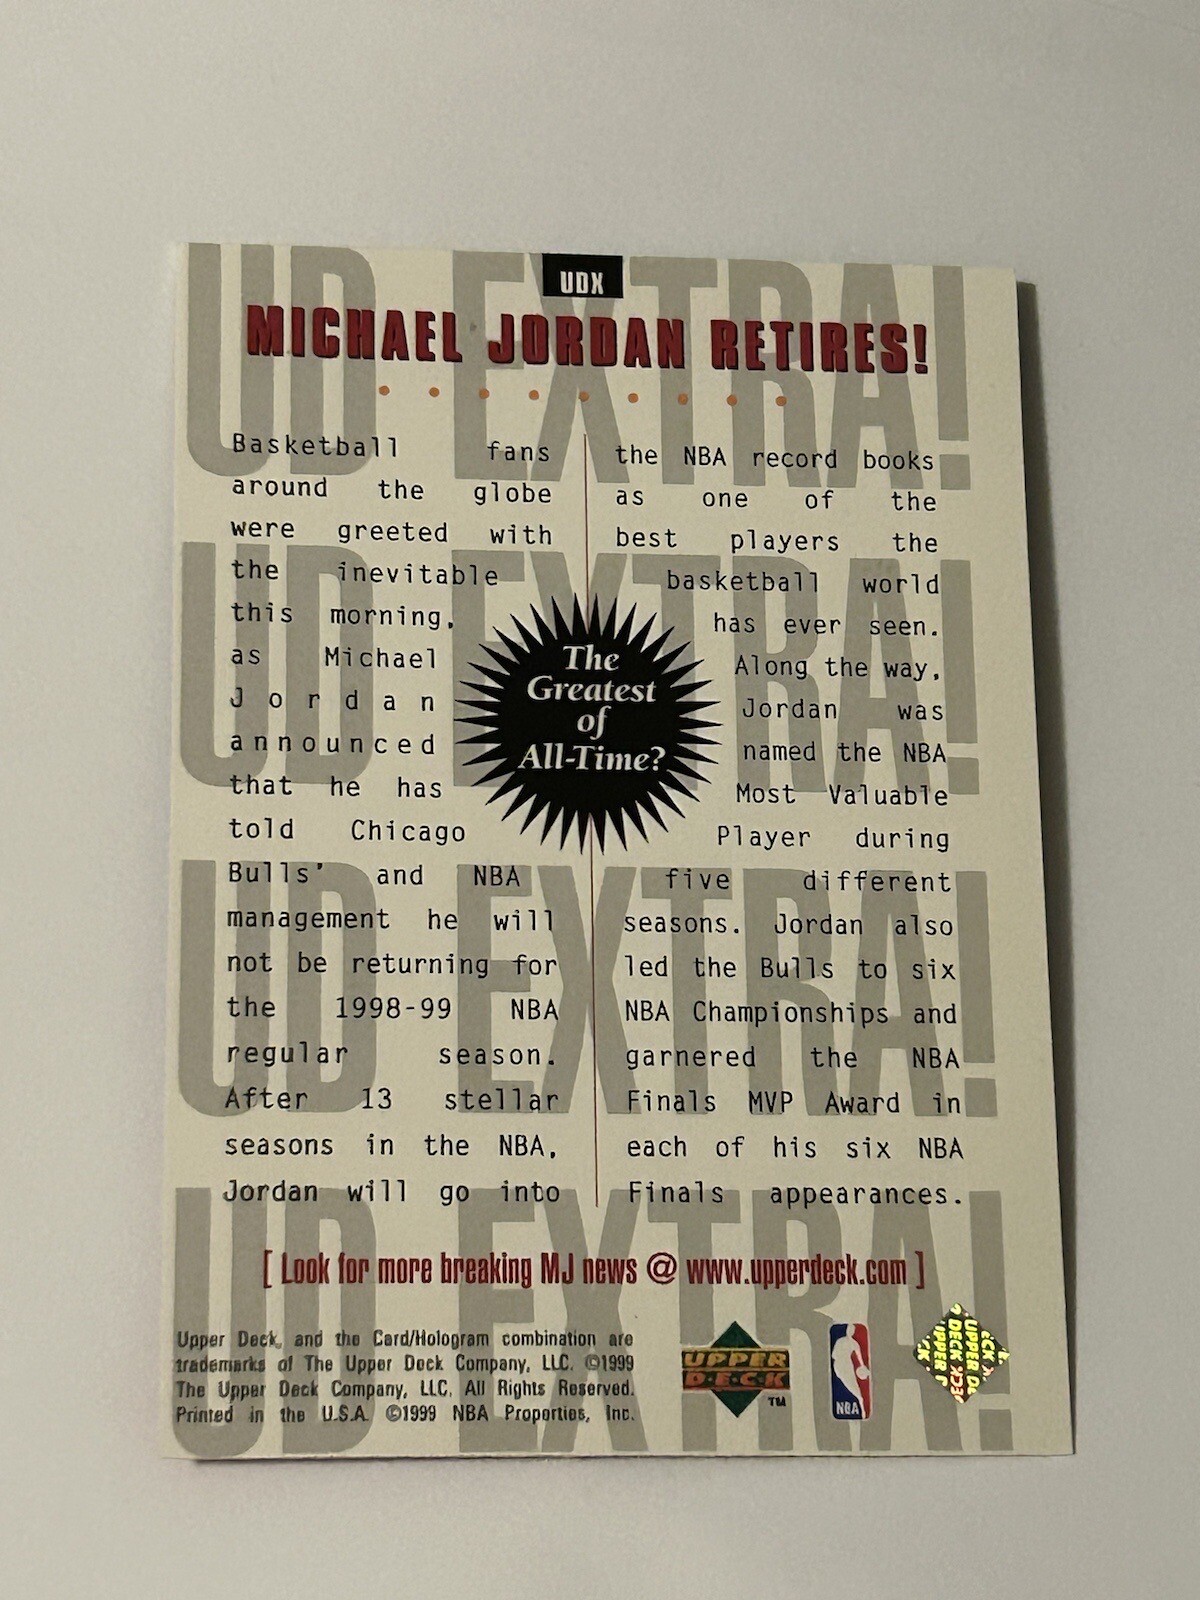 UDX
MICHAEL JORDAN RETIRES!
Basketball fans
around the globe
were greeted with
the inevitable
this morning,
as Michael
Jordan
announced
that he has
told Chicago
Bulls' and NBA
management he will
not be returning for
the 1998-99 NBA
regular season.
After 13 stellar
seasons in the NBA,
Jordan will go into
The
Greatest
of
All-Time?
the NBA record books
as one of the
best players the
basketball world
has ever seen.
Along the way,
Jordan was
named the NBA
Most Valuable
Player during
five different
seasons. Jordan also
led the Bulls to six
NBA Championships and
garnered the NBA
Finals MVP Award in
each of his six NBA
Finals appearances.
UD EXTRA!
UD EXTRA!
UD EXTRA!
UD EXTRA!
[ Look for more breaking MJ news @ www.upperdeck.com ]
Upper Deck, and the Card/Hologram combination are
trademarks of The Upper Deck Company, LLC. ©1999
The Upper Deck Company, LLC. All Rights Reserved.
Printed in the U.S.A. ©1999 NBA Properties, Inc.
UPPER
DECK
TM
NBA
UPPER
DECK